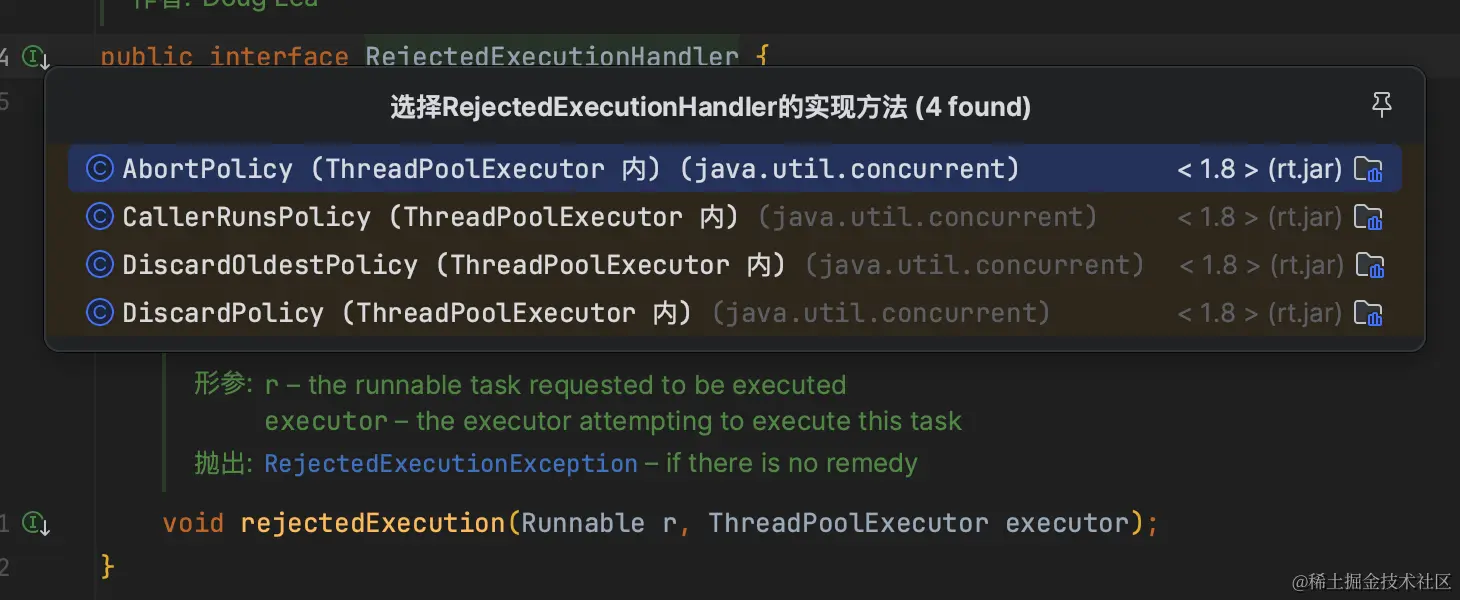 作者: Doug Lea
4 public interface RejectedExecutionHandler {
5
选择RejectedExecutionHandler的实现方法 (4 found)
AbortPolicy (ThreadPoolExecutor 内) (java.util.concurrent) < 1.8 > (rt.jar)
CallerRunsPolicy (ThreadPoolExecutor 内) (java.util.concurrent) < 1.8 > (rt.jar)
DiscardOldestPolicy (ThreadPoolExecutor 内) (java.util.concurrent) < 1.8 > (rt.jar)
DiscardPolicy (ThreadPoolExecutor 内) (java.util.concurrent) < 1.8 > (rt.jar)
形参: r – the runnable task requested to be executed
executor – the executor attempting to execute this task
抛出: RejectedExecutionException – if there is no remedy
1 void rejectedExecution(Runnable r, ThreadPoolExecutor executor);
2 }
@稀土掘金技术社区